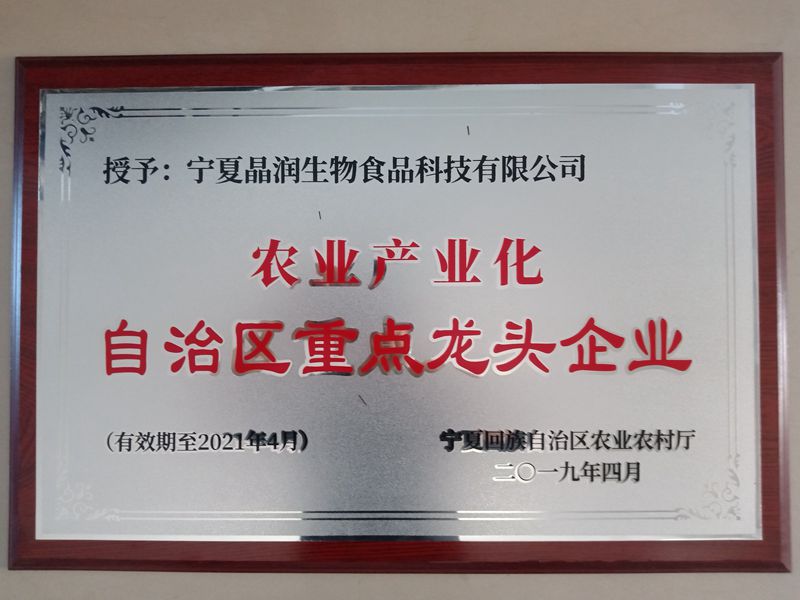 授予：宁夏晶润生物食品科技有限公司
农业产业化
自治区重点龙头企业
（有效期至2021年4月）
宁夏回族自治区农业农村厅
二〇一九年四月